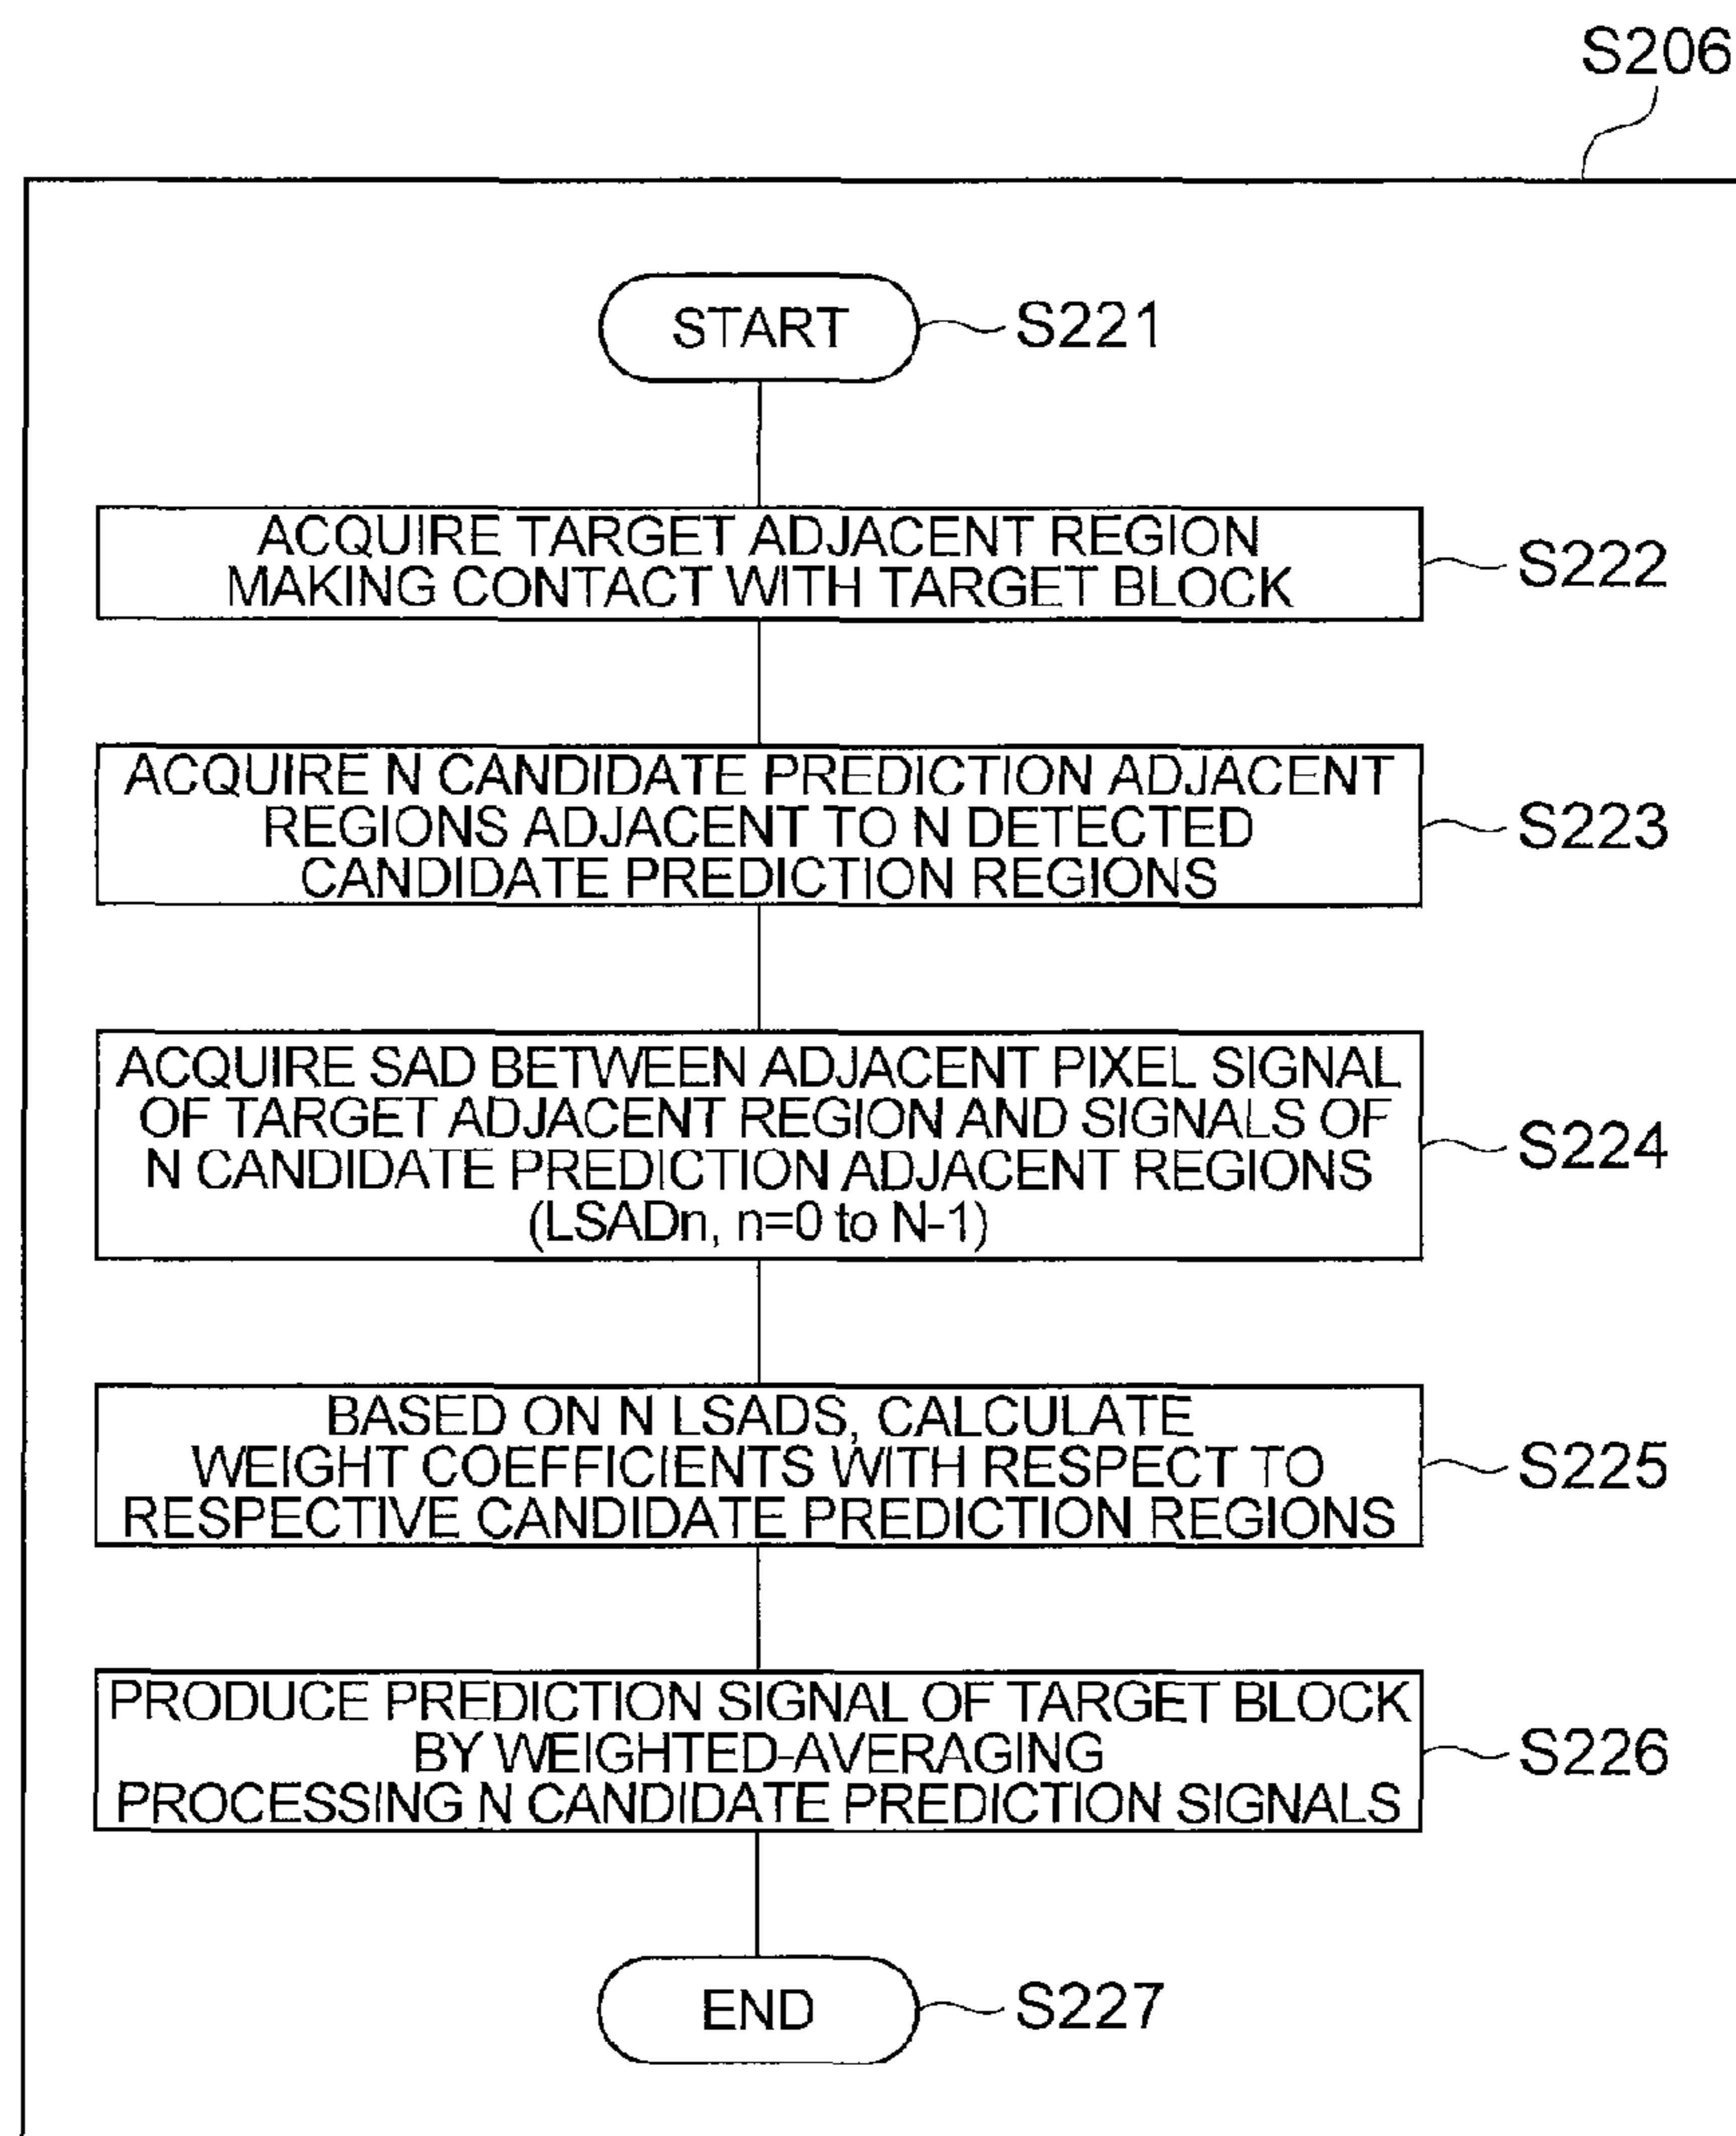 S206
START
S221
ACQUIRE TARGET ADJACENT REGION
MAKING CONTACT WITH TARGET BLOCK
S222
ACQUIRE N CANDIDATE PREDICTION ADJACENT
REGIONS ADJACENT TO N DETECTED
CANDIDATE PREDICTION REGIONS
S223
ACQUIRE SAD BETWEEN ADJACENT PIXEL SIGNAL
OF TARGET ADJACENT REGION AND SIGNALS OF
N CANDIDATE PREDICTION ADJACENT REGIONS
(LSADn, n=0 to N-1)
S224
BASED ON N LSADS, CALCULATE
WEIGHT COEFFICIENTS WITH RESPECT TO
RESPECTIVE CANDIDATE PREDICTION REGIONS
S225
PRODUCE PREDICTION SIGNAL OF TARGET BLOCK
BY WEIGHTED-AVERAGING
PROCESSING N CANDIDATE PREDICTION SIGNALS
S226
END
S227